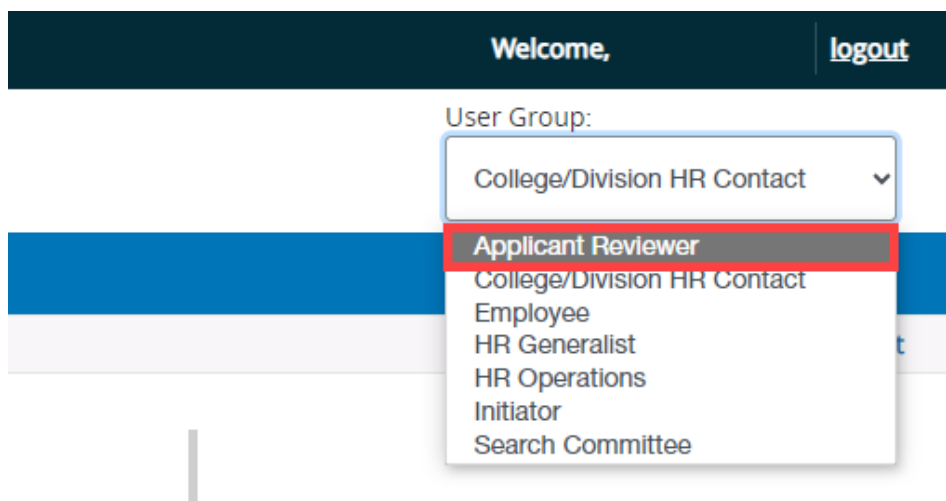 Welcome, logout
User Group:
College/Division HR Contact
Applicant Reviewer
College/Division HR Contact
Employee
HR Generalist
HR Operations
Initiator
Search Committee